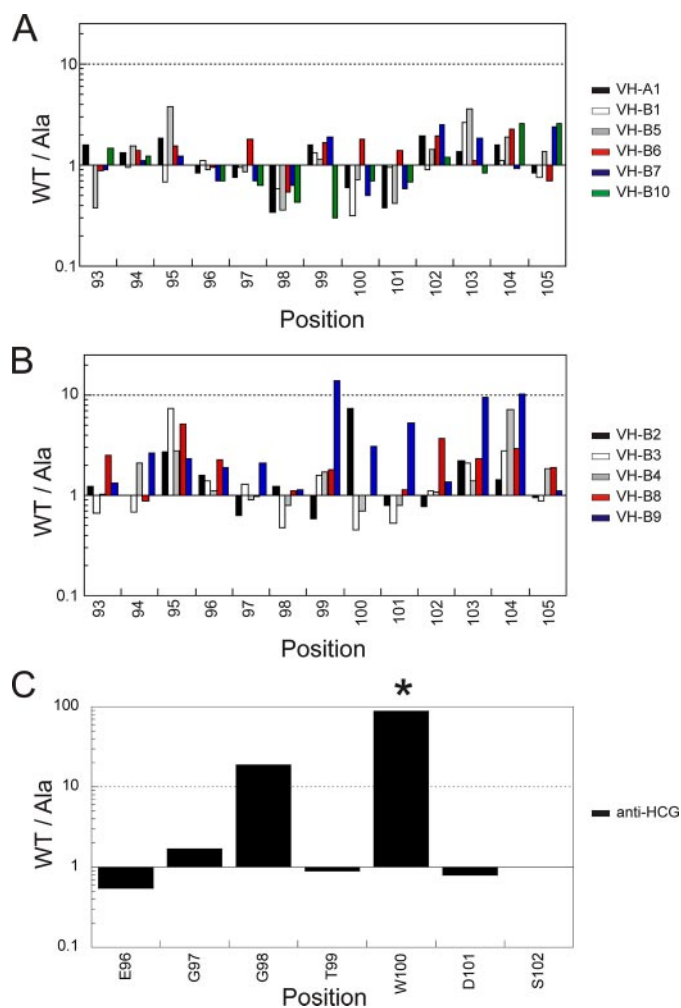 A
WT / Ala
10
1
0.1
93
94
95
96
97
98
99
100
101
102
103
104
105
Position
VH-A1
VH-B1
VH-B5
VH-B6
VH-B7
VH-B10
B
WT / Ala
10
1
0.1
93
94
95
96
97
98
99
100
101
102
103
104
105
Position
VH-B2
VH-B3
VH-B4
VH-B8
VH-B9
C
*
WT / Ala
100
10
1
0.1
E96
G97
G98
T99
W100
D101
S102
Position
anti-HCG